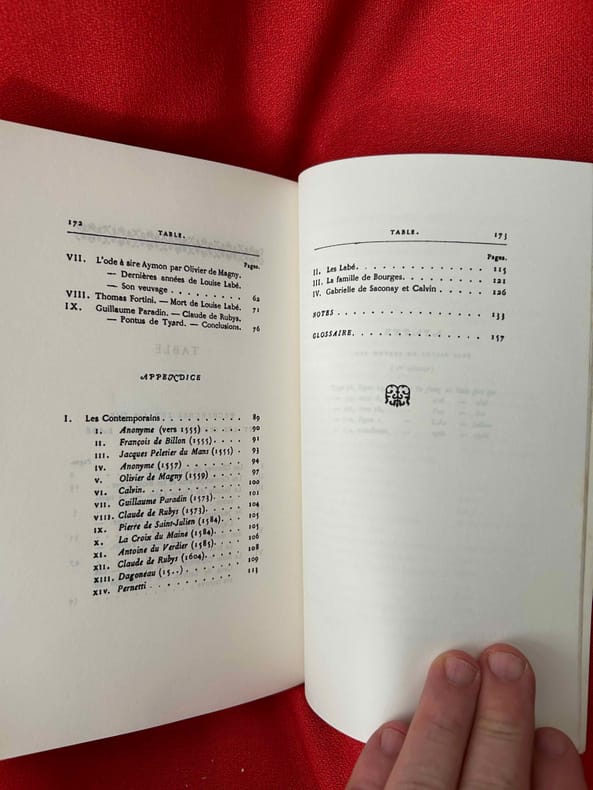 172 TABLE.
Pages.
VII. L'ode à sire Aymon par Olivier de Magny.
— Dernières années de Louise Labé.
— Son veuvage . . . . . . . . . . . . 62
VIII. Thomas Fortini. — Mort de Louise Labé. 71
IX. Guillaume Paradin. — Claude de Rubys.
— Pontus de Tyard. — Conclusions. 76
APPENDICE
I. Les Contemporains . . . . . . . . 89
I. Anonyme (vers 1555) . . . . . 90
II. François de Billon (1555) . . . . 91
III. Jacques Peletier du Mans (1555) . 93
IV. Anonyme (1557) . . . . . . . . 94
V. Olivier de Magny (1559) . . . . . 97
VI. Calvin. . . . . . . . . . . . 100
VII. Guillaume Paradin (1573). . . . 101
VIII. Claude de Rubys (1573). . . . . 104
IX. Pierre de Saint-Julien (1584). . . . 105
X. La Croix du Maine (1584). . . . . 105
XI. Antoine du Verdier (1585). . . . 106
XII. Claude de Rubys (1604). . . . . 108
XIII. Dagoneau (15..) . . . . . . . 109
XIV. Pernetti . . . . . . . . . . 113
TABLE. 173
Pages.
II. Les Labé. . . . . . . . . . . . . 115
III. La famille de Bourges. . . . . . . . 121
IV. Gabrielle de Saconay et Calvin . . . . 126
NOTES . . . . . . . . . . . . . . . 133
GLOSSAIRE. . . . . . . . . . . . . . 157